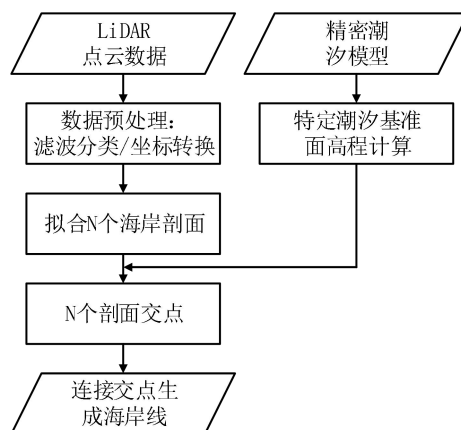 LiDAR
点云数据
精密潮
汐模型
数据预处理：
滤波分类/坐标转换
特定潮汐基准
面高程计算
拟合N个海岸剖面
N个剖面交点
连接交点生
成海岸线